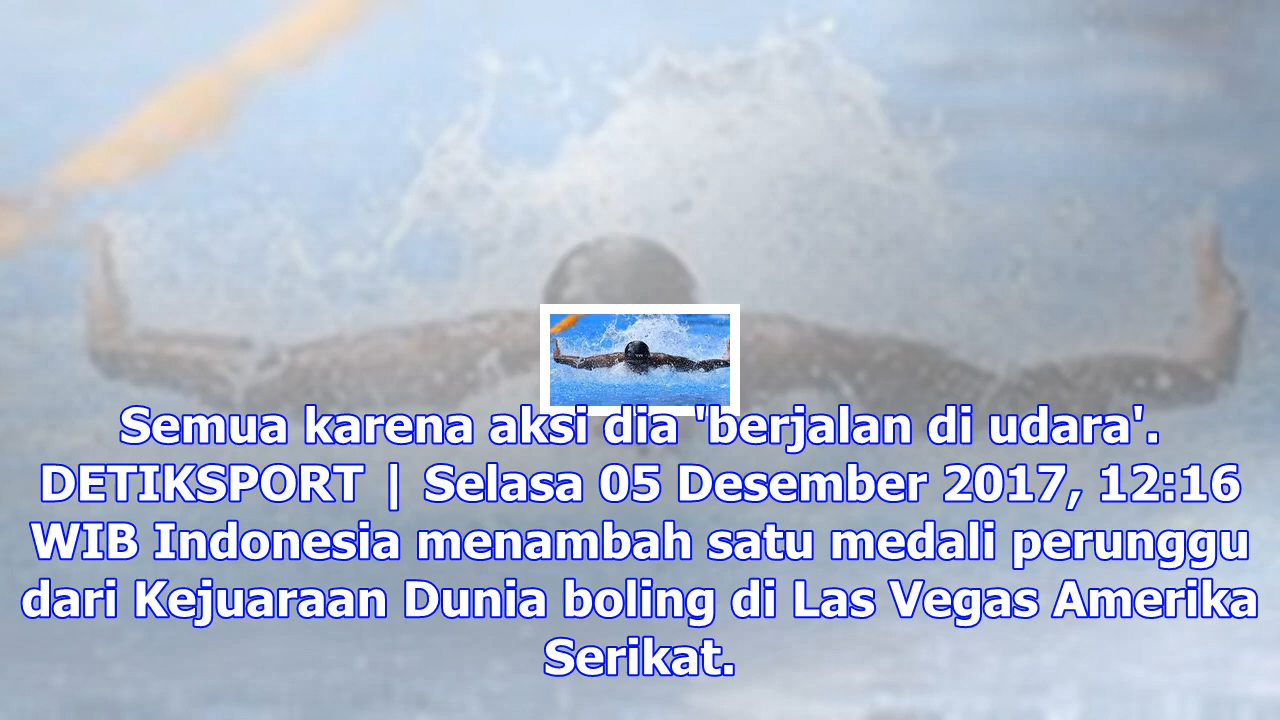 Semua karena aksi dia 'berjalan di udara'.
DETIKSPORT | Selasa 05 Desember 2017, 12:16
WIB Indonesia menambah satu medali perunggu
dari Kejuaraan Dunia boling di Las Vegas Amerika
Serikat.